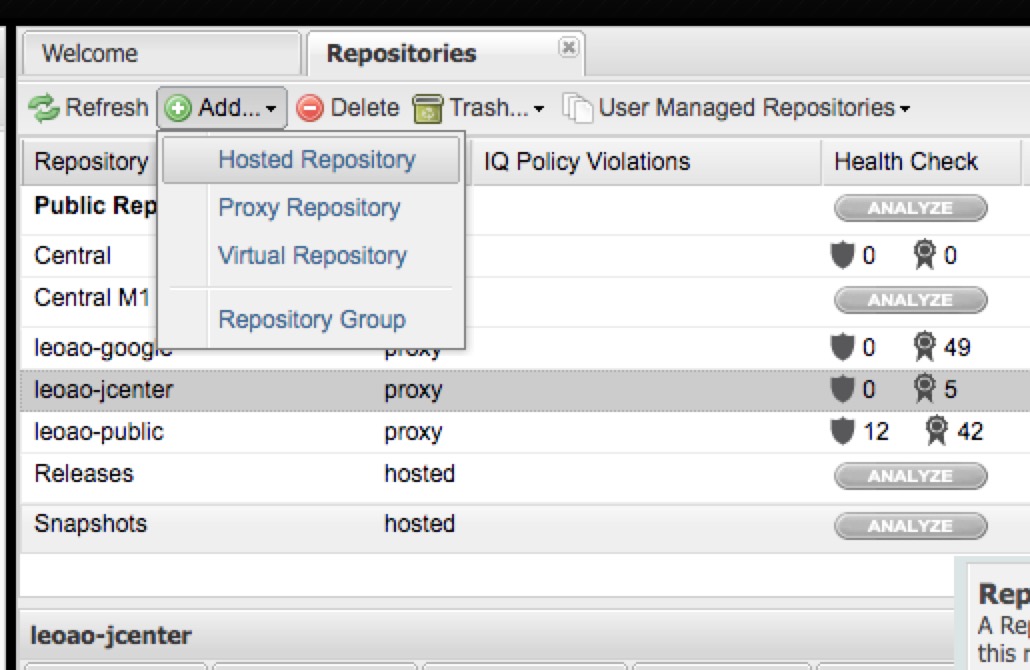 Welcome
Repositories
Refresh Add... Delete Trash... User Managed Repositories
Repository IQ Policy Violations Health Check
Hosted Repository
Proxy Repository
Virtual Repository
Repository Group
Public Rep ANALYZE
Central 0 0
Central M1 ANALYZE
leoao-google proxy 0 49
leoao-jcenter proxy 0 5
leoao-public proxy 12 42
Releases hosted ANALYZE
Snapshots hosted ANALYZE
leoao-jcenter
Rep
A Rep
this r